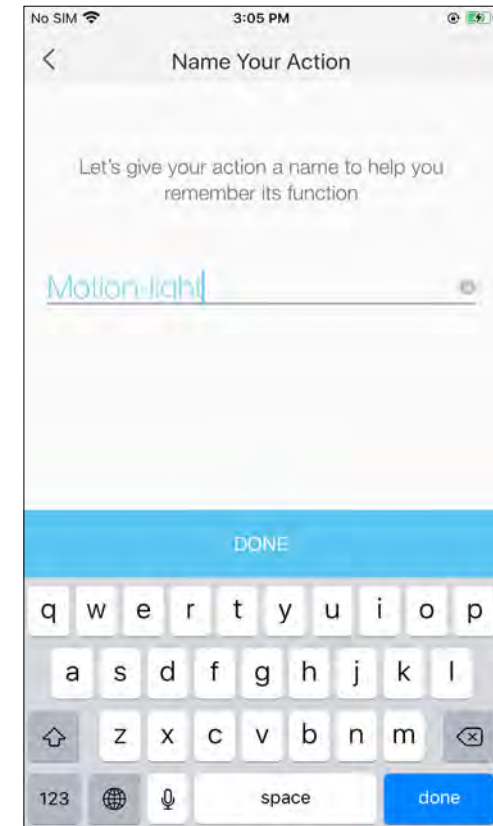 No SIM 3:05 PM
Name Your Action
Let's give your action a name to help you
remember its function
Motion-light
DONE
q w e r t y u i o p
a s d f g h j k l
z x c v b n m
123 space done